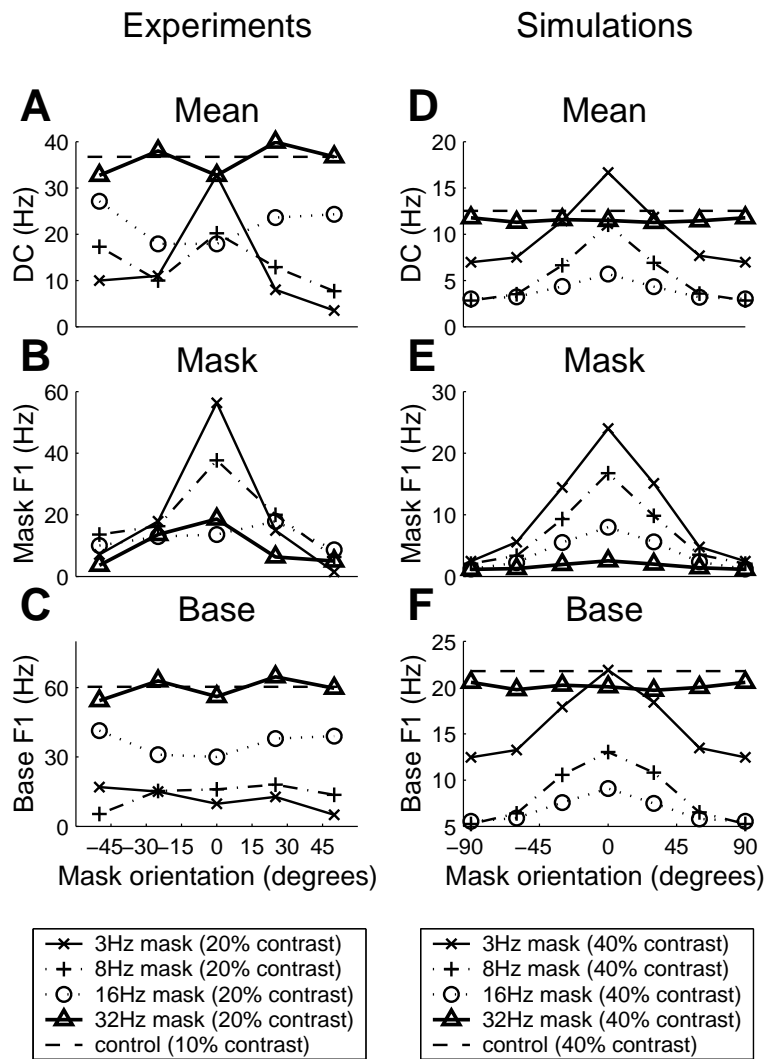 Experiments
Simulations
A
Mean
40
30
20
10
0
DC (Hz)
D
Mean
20
15
10
5
0
DC (Hz)
B
Mask
60
40
20
0
Mask F1 (Hz)
E
Mask
30
20
10
0
Mask F1 (Hz)
C
Base
60
30
0
Base F1 (Hz)
−45 −30 −15 0 15 30 45
Mask orientation (degrees)
F
Base
25
20
15
10
5
Base F1 (Hz)
−90 −45 0 45 90
Mask orientation (degrees)
3Hz mask (20% contrast)
8Hz mask (20% contrast)
16Hz mask (20% contrast)
32Hz mask (20% contrast)
control (10% contrast)
3Hz mask (40% contrast)
8Hz mask (40% contrast)
16Hz mask (40% contrast)
32Hz mask (40% contrast)
control (40% contrast)